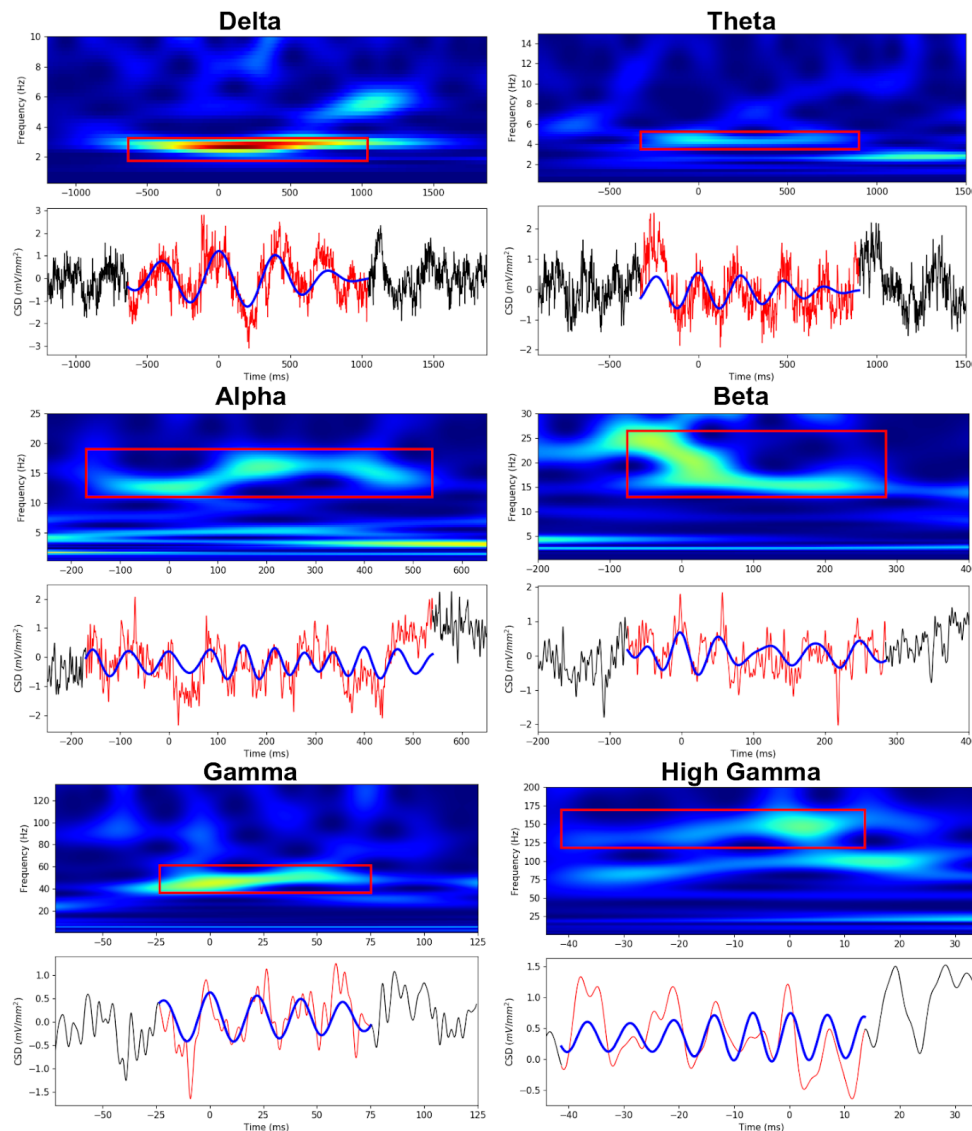 Delta
Frequency (Hz)
10
8
6
4
2
−1000 −500 0 500 1000 1500
CSD (mV/mm²)
3
2
1
0
−1
−2
−3
−1000 −500 0 500 1000 1500
Time (ms)
Theta
Frequency (Hz)
14
12
10
8
6
4
2
−500 0 500 1000 1500
CSD (mV/mm²)
2
1
0
−1
−2
−500 0 500 1000 1500
Time (ms)
Alpha
Frequency (Hz)
25
20
15
10
5
−200 −100 0 100 200 300 400 500 600
CSD (mV/mm²)
2
1
0
−1
−2
−200 −100 0 100 200 300 400 500 600
Time (ms)
Beta
Frequency (Hz)
30
25
20
15
10
5
−200 −100 0 100 200 300 400
CSD (mV/mm²)
2
1
0
1
2
−200 −100 0 100 200 300 400
Time (ms)
Gamma
Frequency (Hz)
120
100
80
60
40
20
−50 −25 0 25 50 75 100 125
CSD (mV/mm²)
1.0
0.5
0.0
−0.5
−1.0
−1.5
−50 −25 0 25 50 75 100 125
Time (ms)
High Gamma
Frequency (Hz)
200
175
150
125
100
75
50
25
−40 −30 −20 −10 0 10 20 30
CSD (mV/mm²)
1.5
1.0
0.5
0.0
−0.5
−40 −30 −20 −10 0 10 20 30
Time (ms)